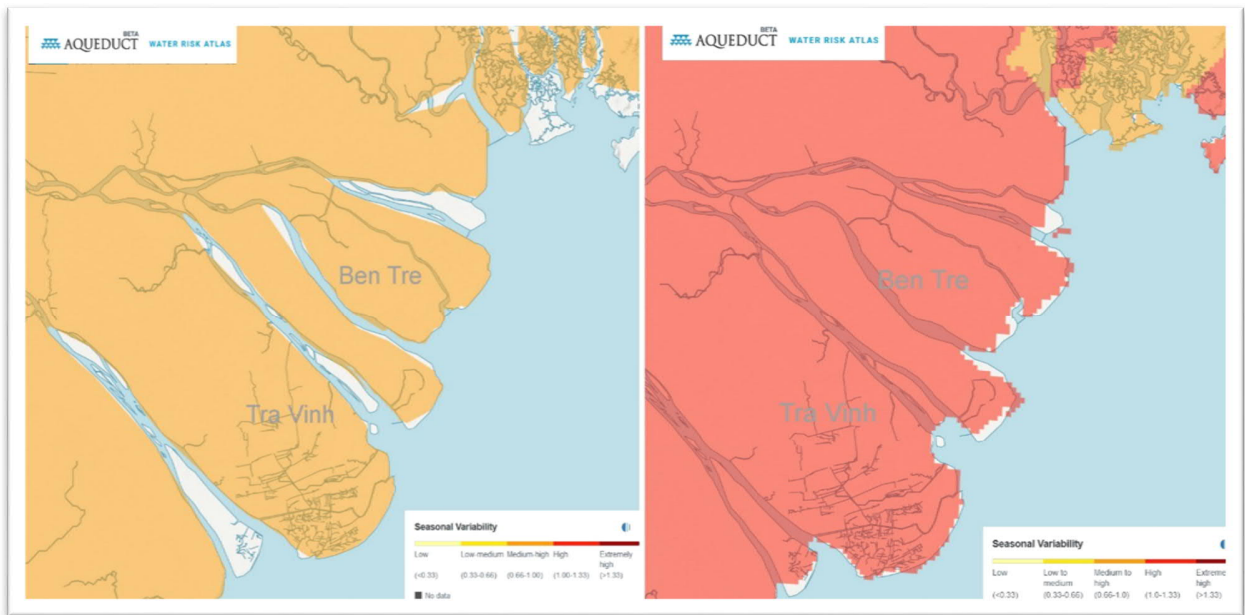 BETA
AQUEDUCT WATER RISK ATLAS
Ben Tre
Tra Vinh
Seasonal Variability
Low Low-medium Medium-high High Extremely high
(<0.33) (0.33-0.66) (0.66-1.00) (1.00-1.33) (>1.33)
No data
BETA
AQUEDUCT WATER RISK ATLAS
Ben Tre
Tra Vinh
Seasonal Variability
Low Low to medium Medium to high High Extreme high
(<0.33) (0.33-0.66) (0.66-1.0) (1.0-1.33) (>1.33)